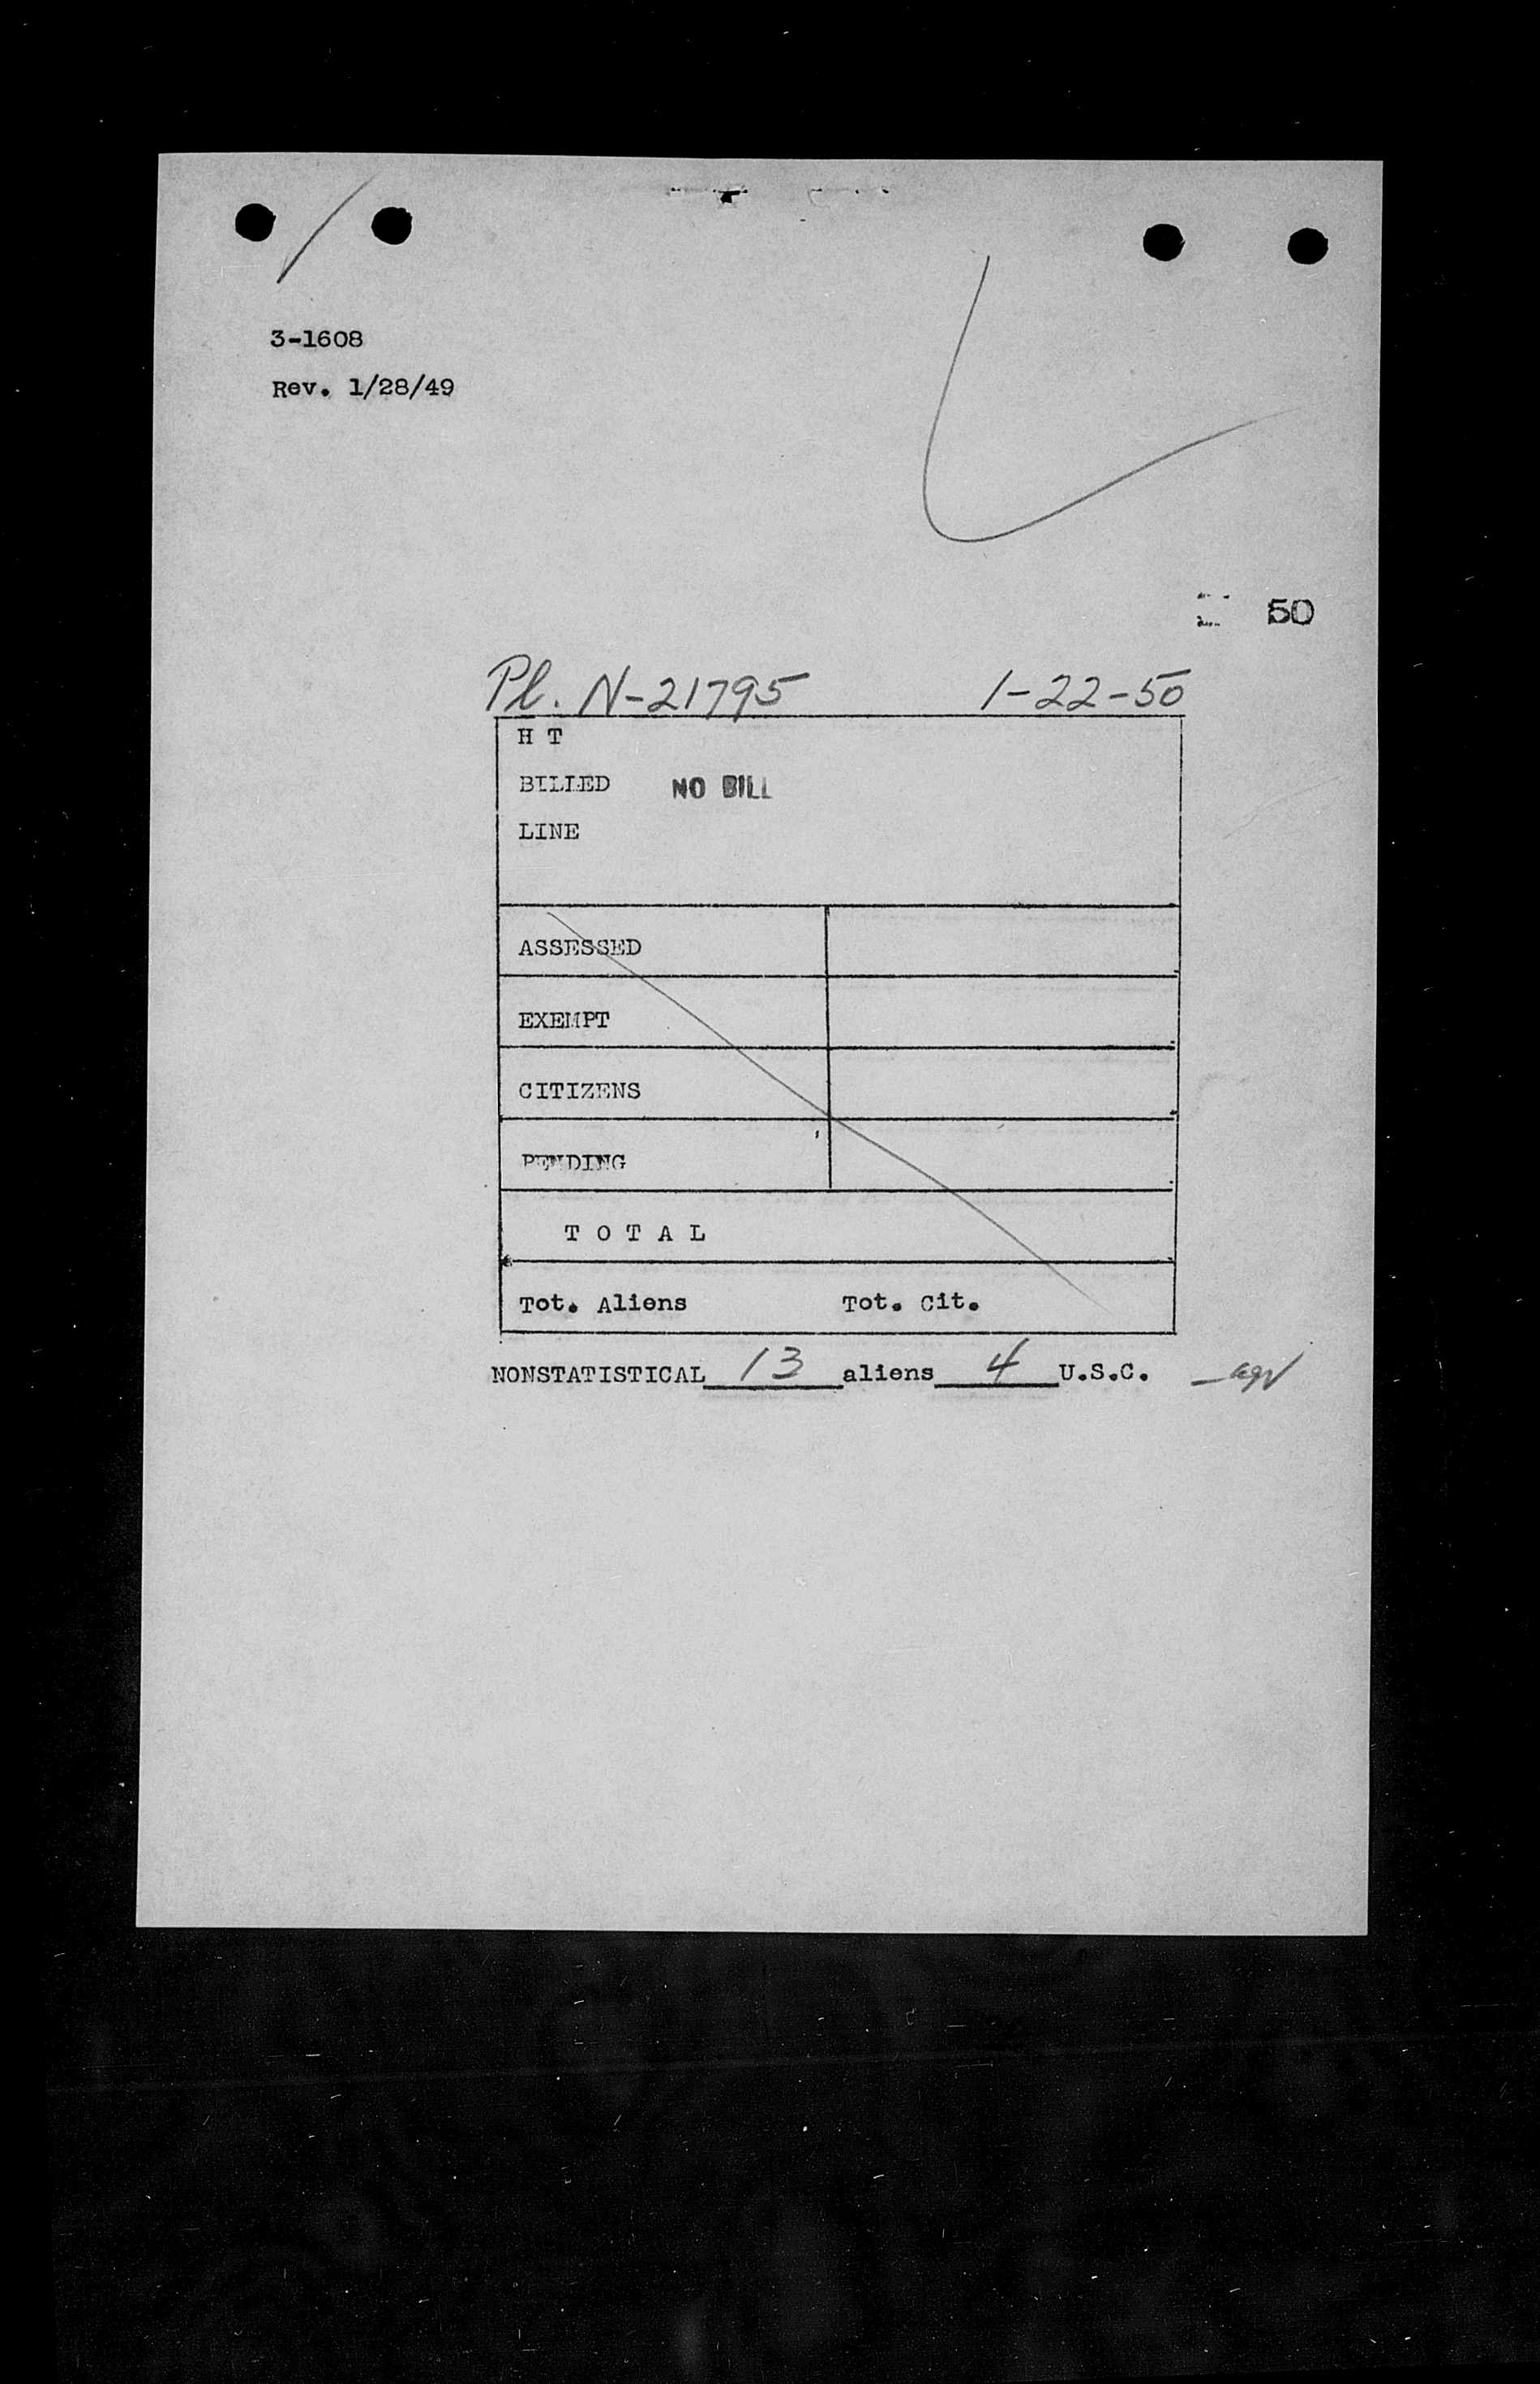 3-1608
Rev. 1/28/49
50
Pl. N-21795 1-22-50
H T
BILLED NO BILL
LINE
ASSESSED
EXEMPT
CITIZENS
PENDING
T O T A L
Tot. Aliens Tot. Cit.
NONSTATISTICAL 13 aliens 4 U.S.C.